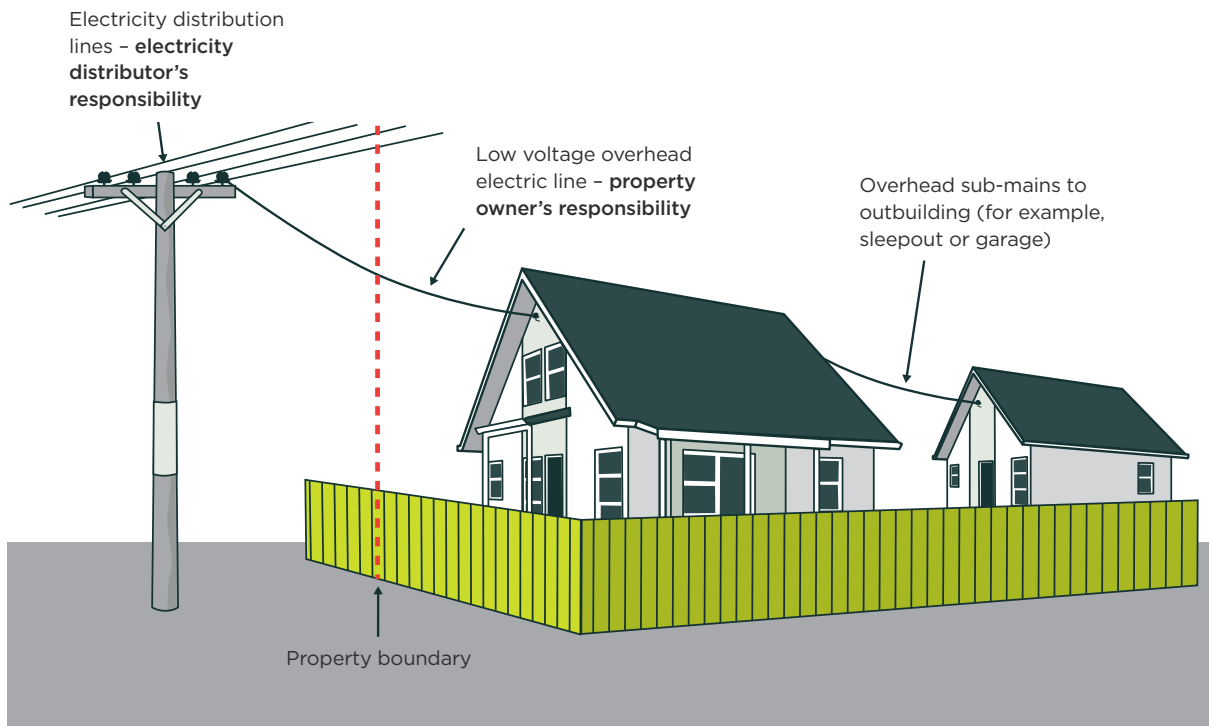 Electricity distribution
lines – electricity
distributor's
responsibility
Low voltage overhead
electric line – property
owner's responsibility
Overhead sub-mains to
outbuilding (for example,
sleepout or garage)
Property boundary